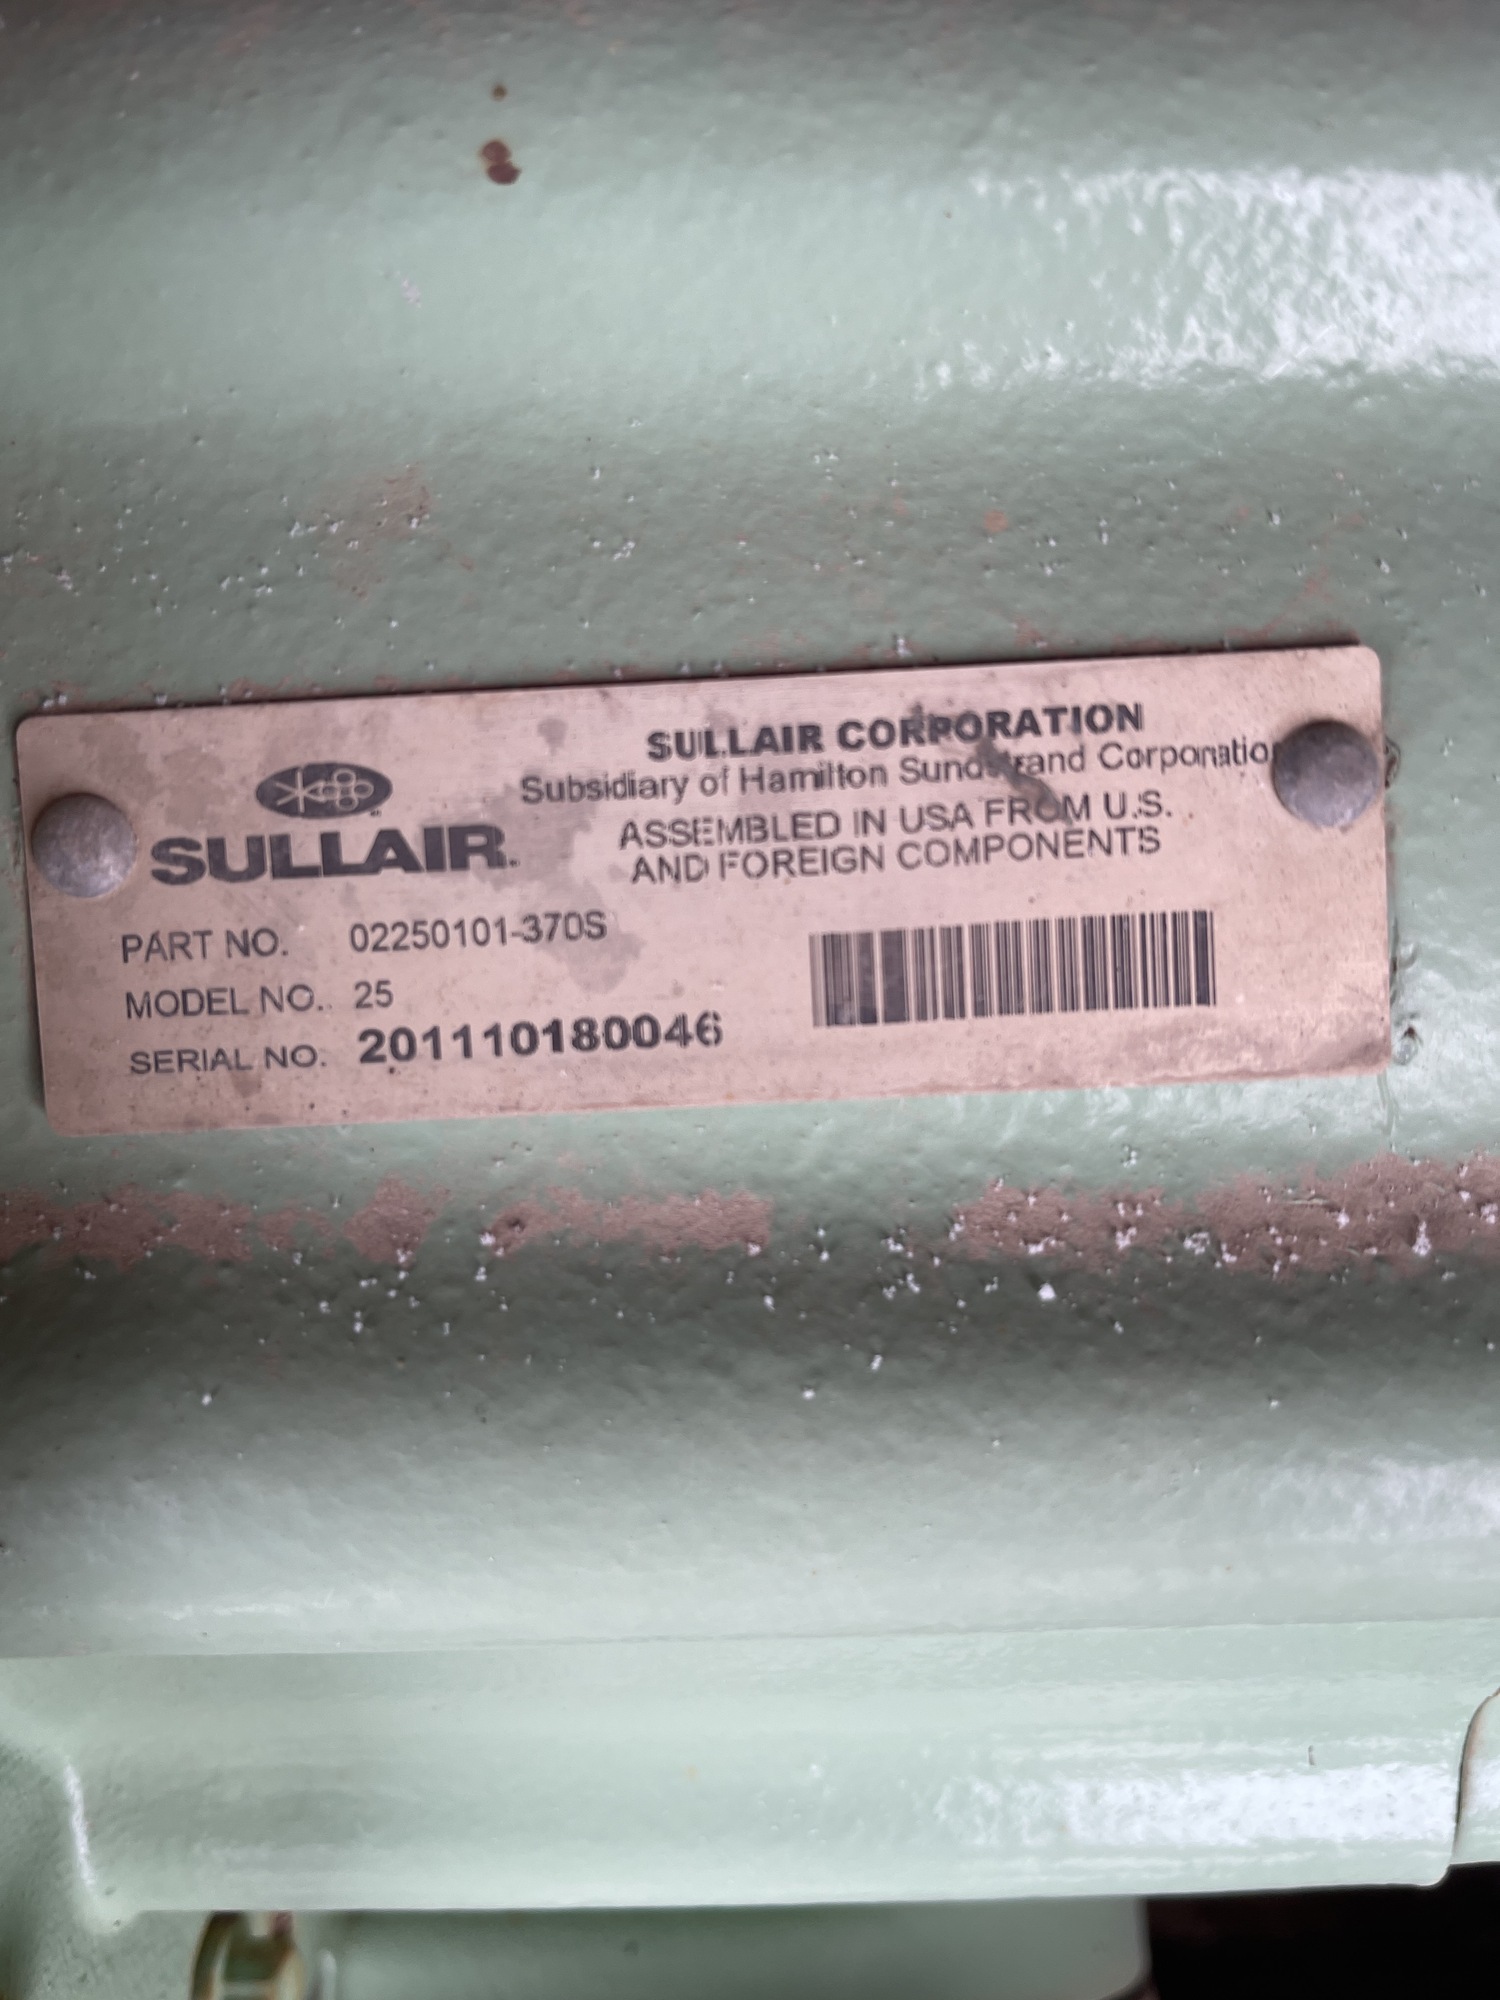 SULLAIR CORPORATION
Subsidiary of Hamilton Sundstrand Corporation
ASSEMBLED IN USA FROM U.S.
AND FOREIGN COMPONENTS
SULLAIR.
PART NO. 02250101-370S
MODEL NO. 25
SERIAL NO. 201110180046